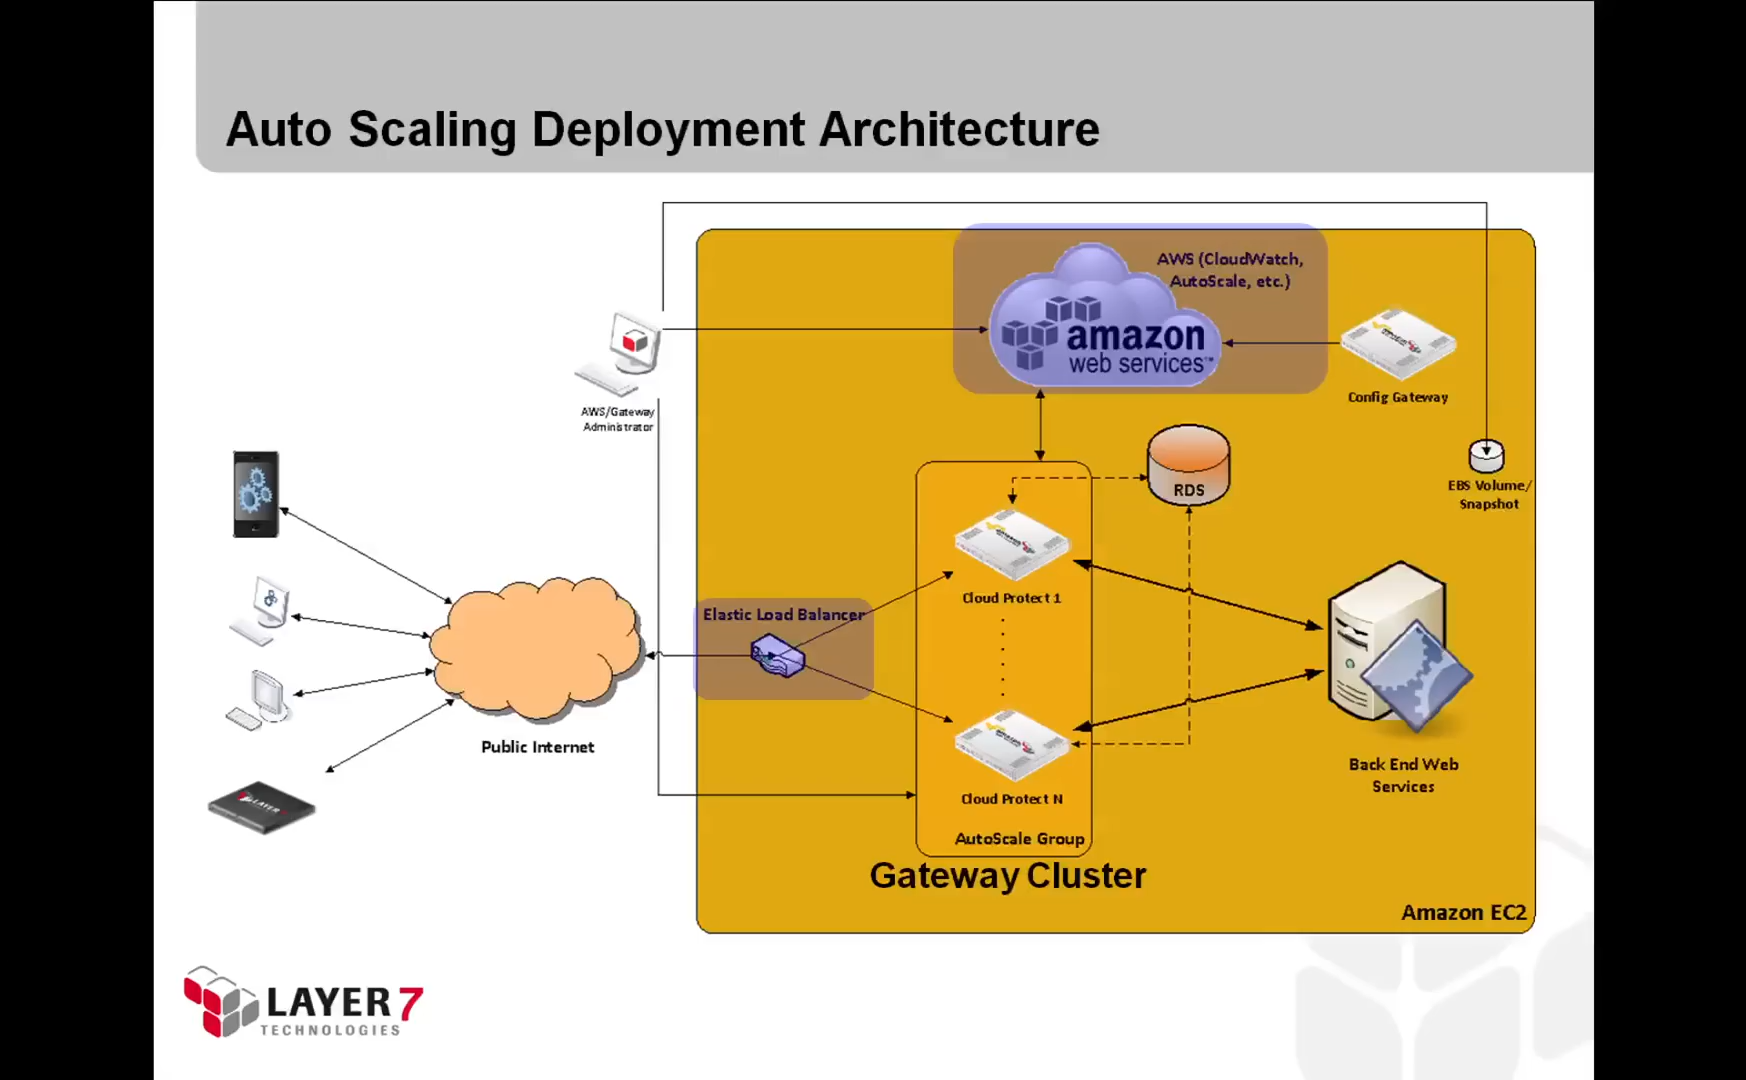 Auto Scaling Deployment Architecture
AWS (CloudWatch,
AutoScale, etc.)
amazon
web services™
Config Gateway
AWS/Gateway
Administrator
RDS
EBS Volume/
Snapshot
Cloud Protect 1
Elastic Load Balancer
Public Internet
Back End Web
Services
Cloud Protect N
AutoScale Group
Gateway Cluster
Amazon EC2
LAYER 7
TECHNOLOGIES